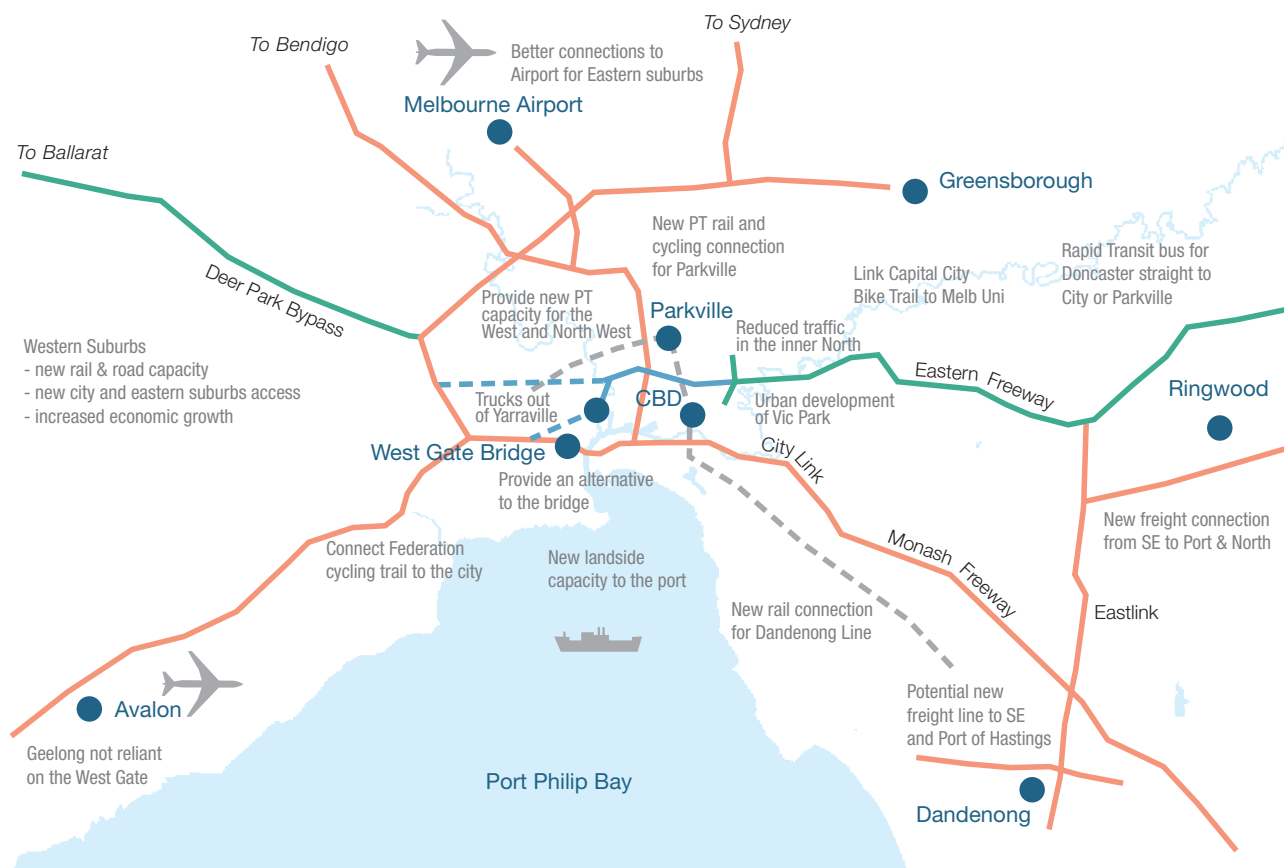 To Sydney
To Bendigo
Better connections to
Airport for Eastern suburbs
Melbourne Airport
To Ballarat
Greensborough
New PT rail and
cycling connection
for Parkville
Rapid Transit bus for
Doncaster straight to
City or Parkville
Link Capital City
Bike Trail to Melb Uni
Deer Park Bypass
Provide new PT
capacity for the
West and North West
Parkville
Reduced traffic
in the inner North
Western Suburbs
- new rail & road capacity
- new city and eastern suburbs access
- increased economic growth
Eastern Freeway
Ringwood
Trucks out
of Yarraville
CBD
Urban development
of Vic Park
West Gate Bridge
City Link
Provide an alternative
to the bridge
New freight connection
from SE to Port & North
Connect Federation
cycling trail to the city
New landside
capacity to the port
Monash Freeway
New rail connection
for Dandenong Line
Eastlink
Avalon
Potential new
freight line to SE
and Port of Hastings
Geelong not reliant
on the West Gate
Port Philip Bay
Dandenong